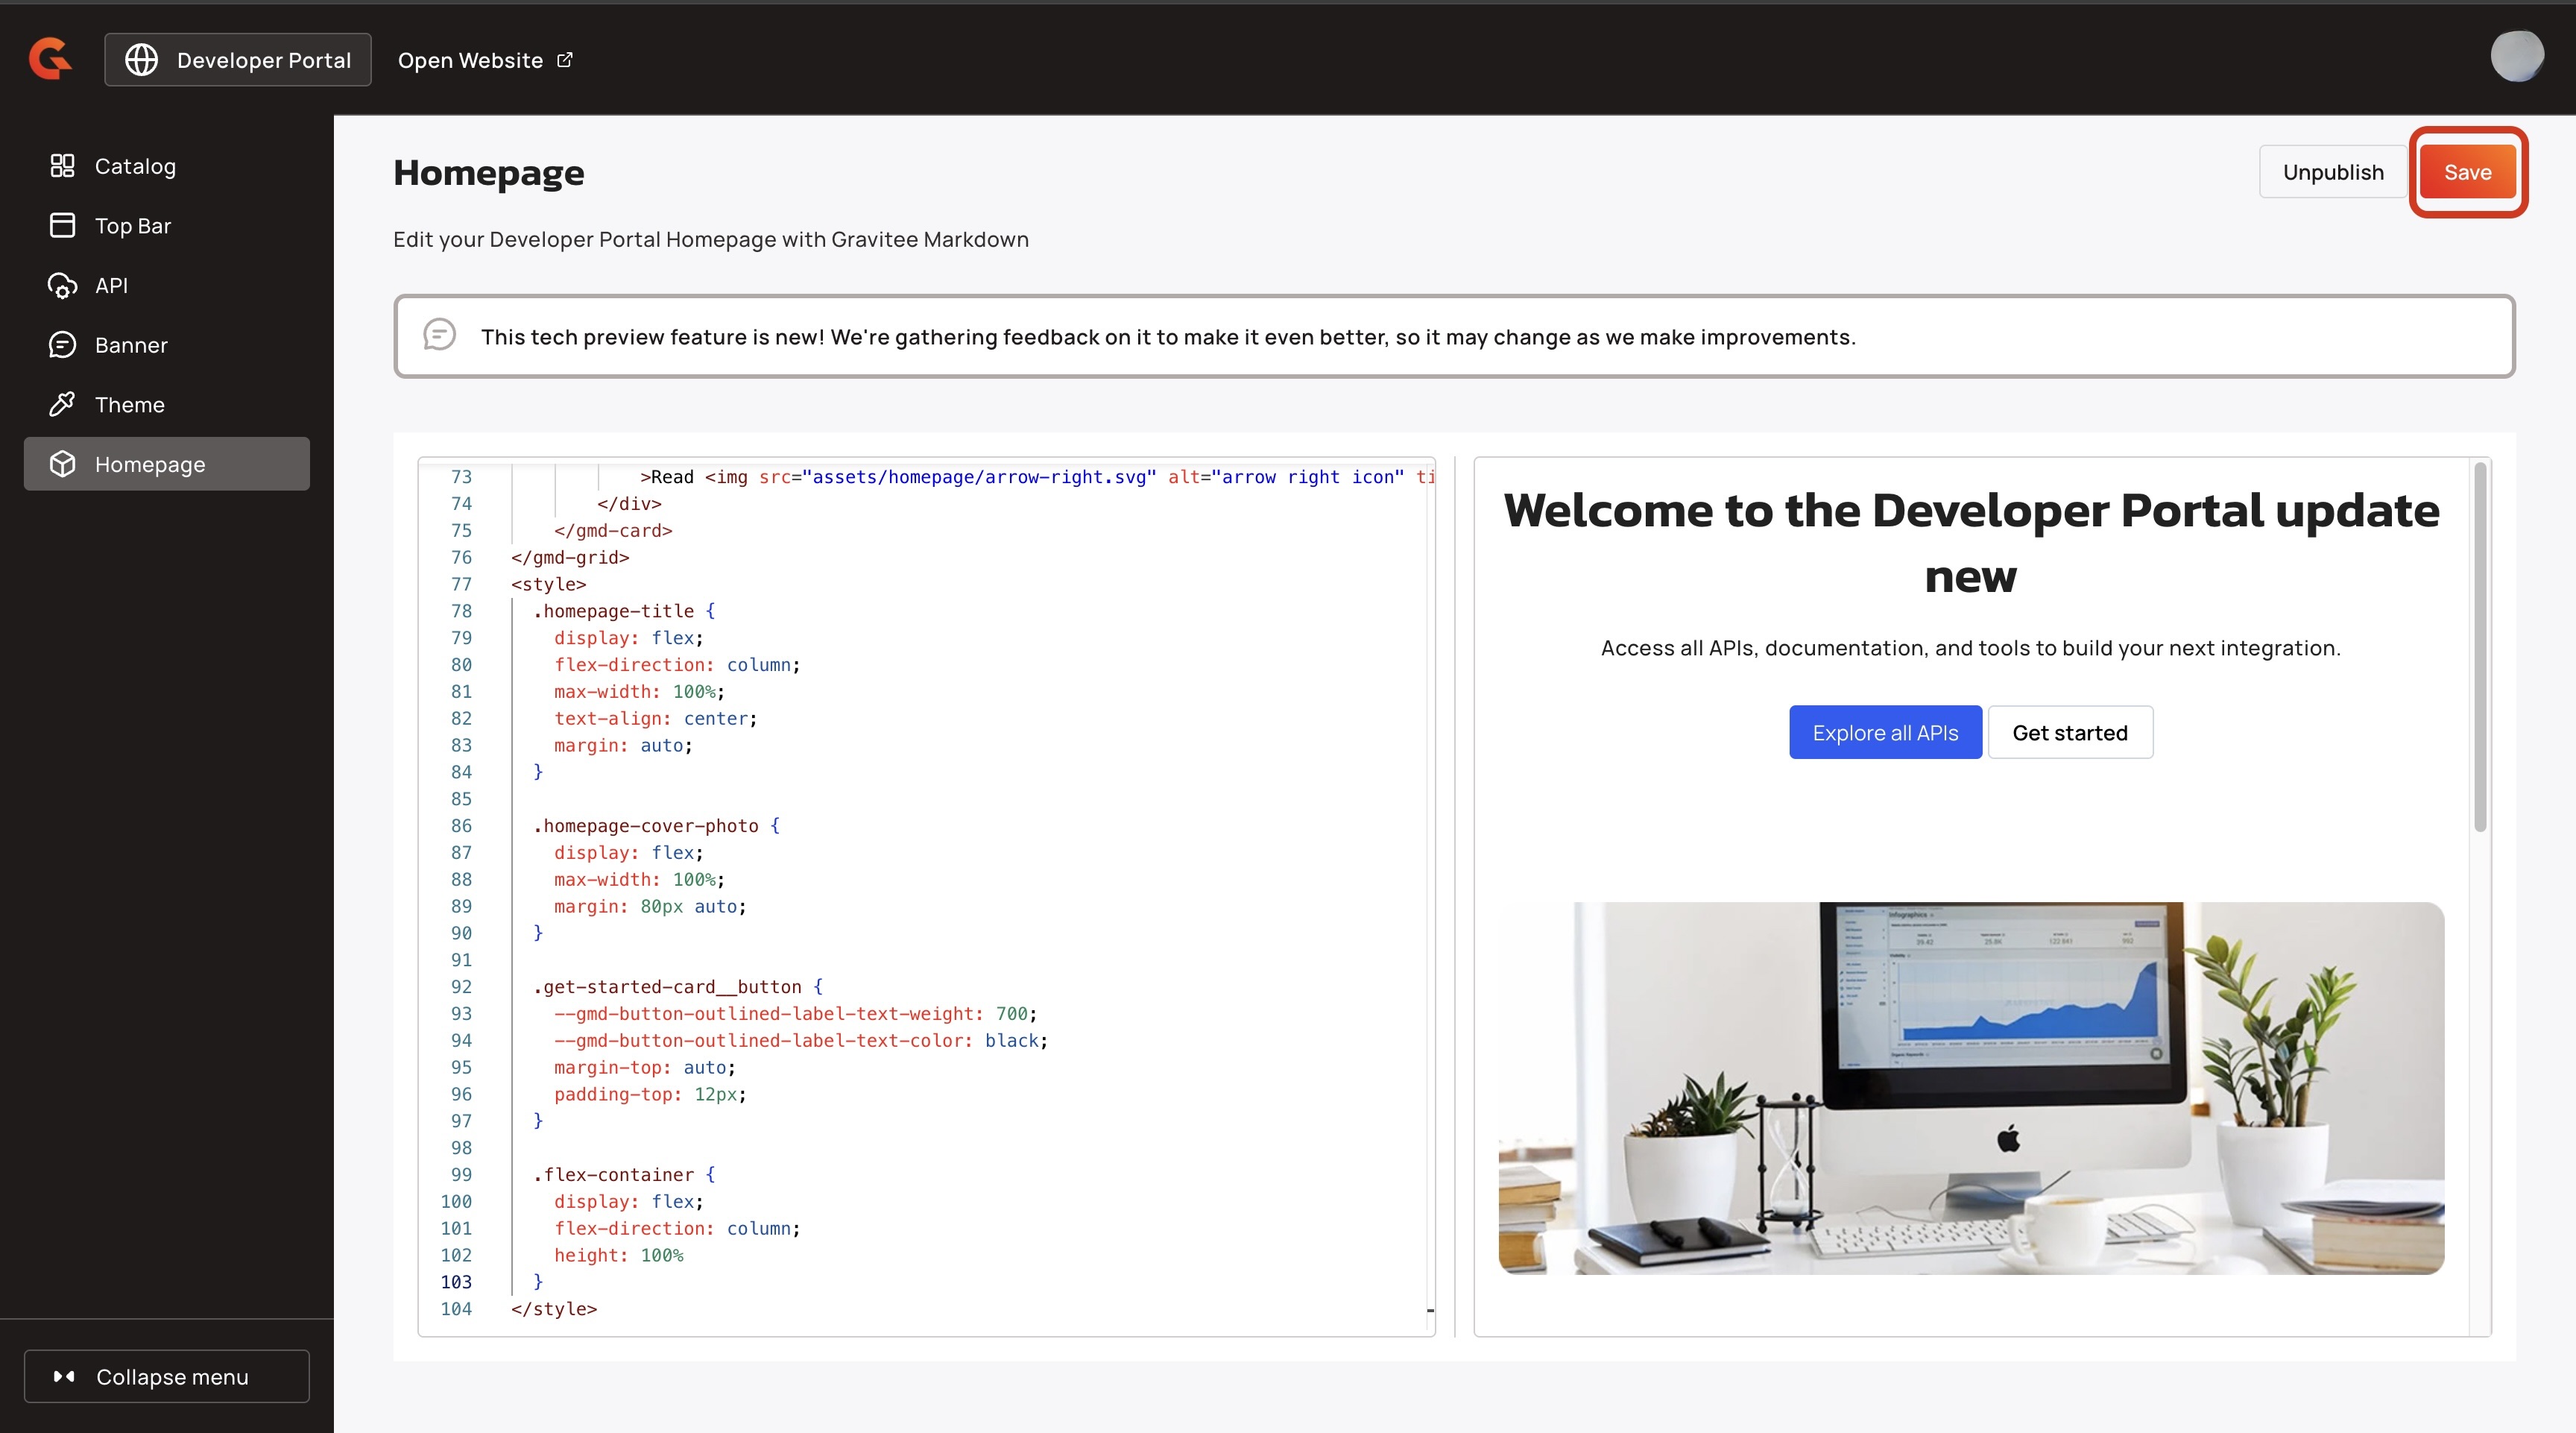 Developer Portal
Open Website
Catalog
Top Bar
API
Banner
Theme
Homepage
Collapse menu
Homepage
Unpublish
Save
Edit your Developer Portal Homepage with Gravitee Markdown
This tech preview feature is new! We're gathering feedback on it to make it even better, so it may change as we make improvements.
73 >Read <img src="assets/homepage/arrow-right.svg" alt="arrow right icon" ti
74 </div>
75 </gmd-card>
76 </gmd-grid>
77 <style>
78 .homepage-title {
79 display: flex;
80 flex-direction: column;
81 max-width: 100%;
82 text-align: center;
83 margin: auto;
84 }
85
86 .homepage-cover-photo {
87 display: flex;
88 max-width: 100%;
89 margin: 80px auto;
90 }
91
92 .get-started-card__button {
93 --gmd-button-outlined-label-text-weight: 700;
94 --gmd-button-outlined-label-text-color: black;
95 margin-top: auto;
96 padding-top: 12px;
97 }
98
99 .flex-container {
100 display: flex;
101 flex-direction: column;
102 height: 100%
103 }
104 </style>
Welcome to the Developer Portal update
new
Access all APIs, documentation, and tools to build your next integration.
Explore all APIs
Get started
Infographics